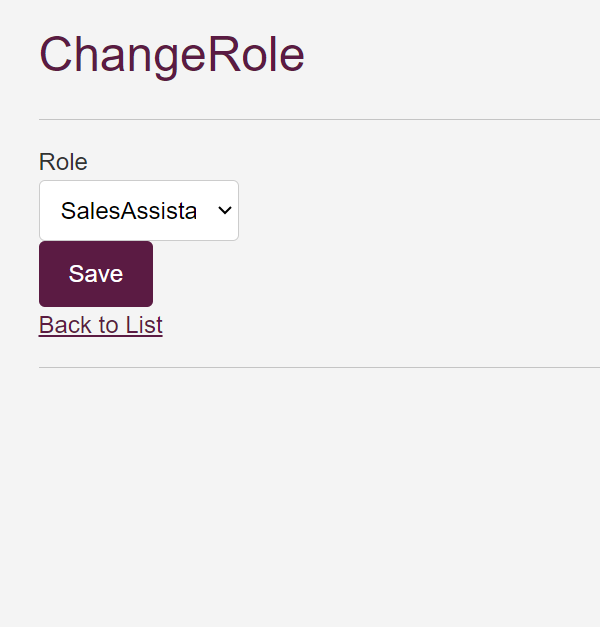 ChangeRole
Role
SalesAssista
Save
Back to List